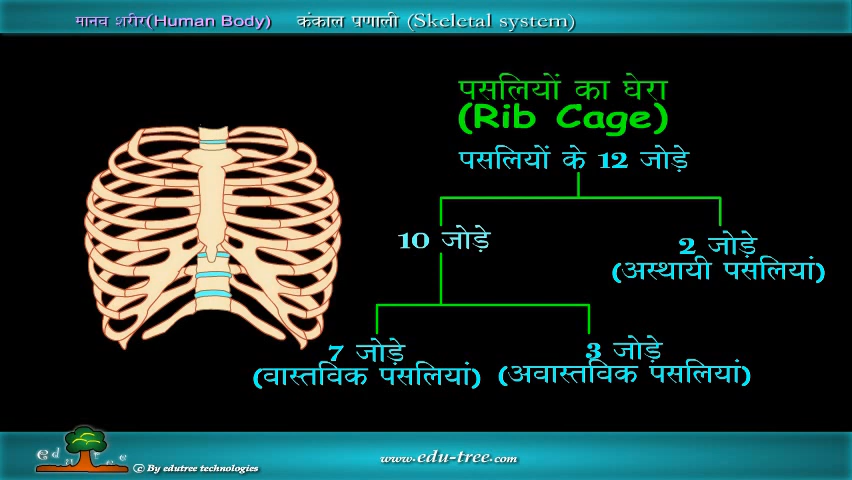 मानव शरीर(Human Body) कंकाल प्रणाली (Skeletal system)
पसलियों का घेरा
(Rib Cage)
पसलियों के 12 जोड़े
10 जोड़े
2 जोड़े
(अस्थायी पसलियां)
7 जोड़े
(वास्तविक पसलियां)
3 जोड़े
(अवास्तविक पसलियां)
© By edutree technologies
www.edu-tree.com